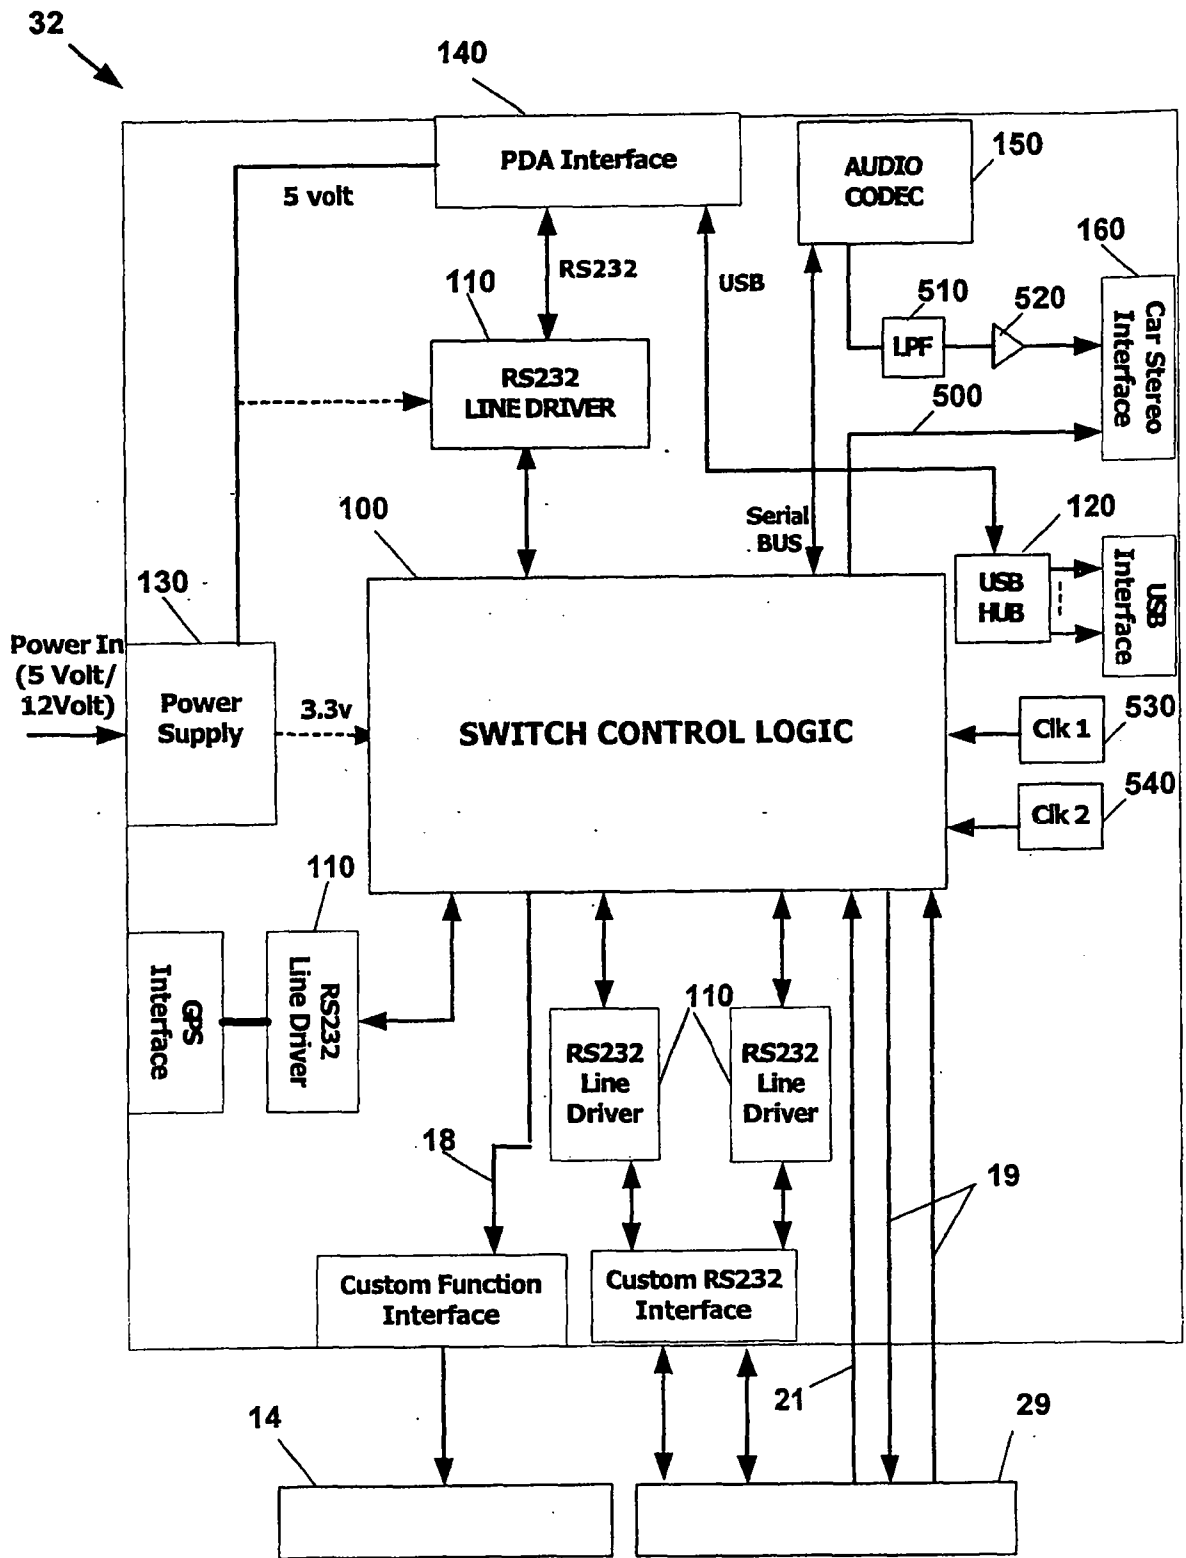 32
140
PDA Interface
AUDIO
CODEC
150
5 volt
160
RS232
USB
110
510
520
LPF
Car Stereo
Interface
RS232
LINE DRIVER
500
100
Serial
BUS
120
130
USB
HUB
USB
Interface
Power In
(5 Volt/
12Volt)
Power
Supply
3.3v
SWITCH CONTROL LOGIC
Clk 1
530
540
Clk 2
110
GPS
Interface
RS232
Line Driver
110
RS232
Line
Driver
RS232
Line
Driver
18
19
Custom Function
Interface
Custom RS232
Interface
21
14
29